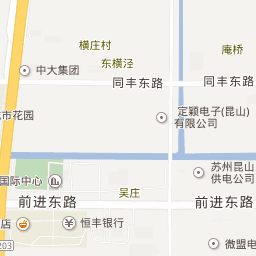 横庄村
庵桥
东横泾
中大集团
同丰东路
同丰东路
定颖电子(昆山)
有限公司
市花园
苏州昆山
供电公司
国际中心
吴庄
前进东路
前进东路
恒丰银行
店
微盟电
203